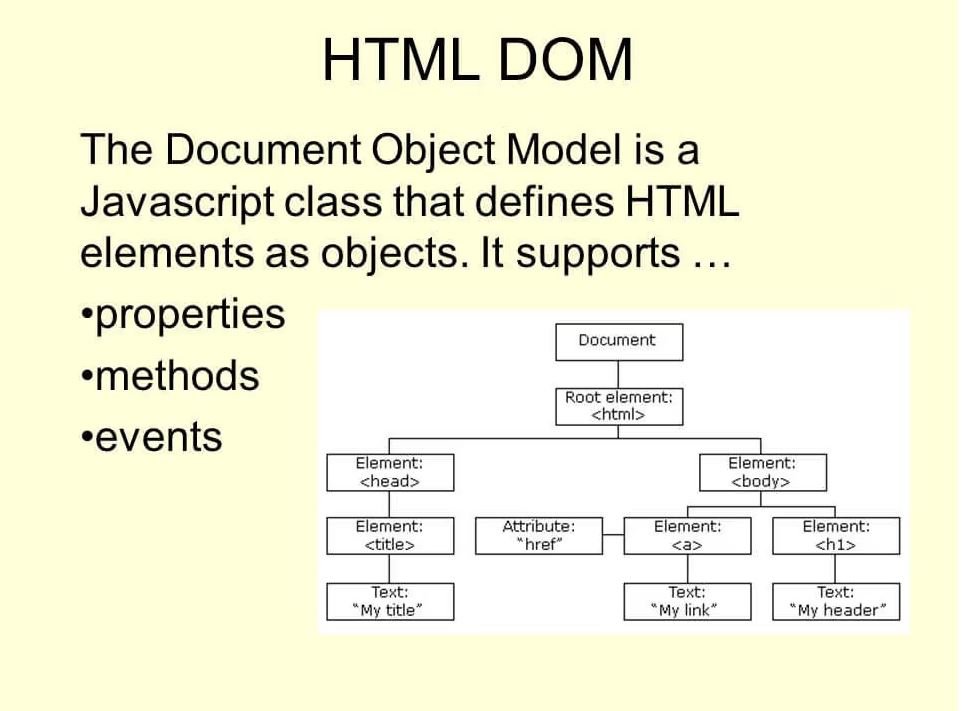 HTML DOM
The Document Object Model is a
Javascript class that defines HTML
elements as objects. It supports …
•properties
•methods
•events
Document
Root element:
<html>
Element:
<head>
Element:
<body>
Element:
<title>
Attribute:
"href"
Element:
<a>
Element:
<h1>
Text:
"My title"
Text:
"My link"
Text:
"My header"